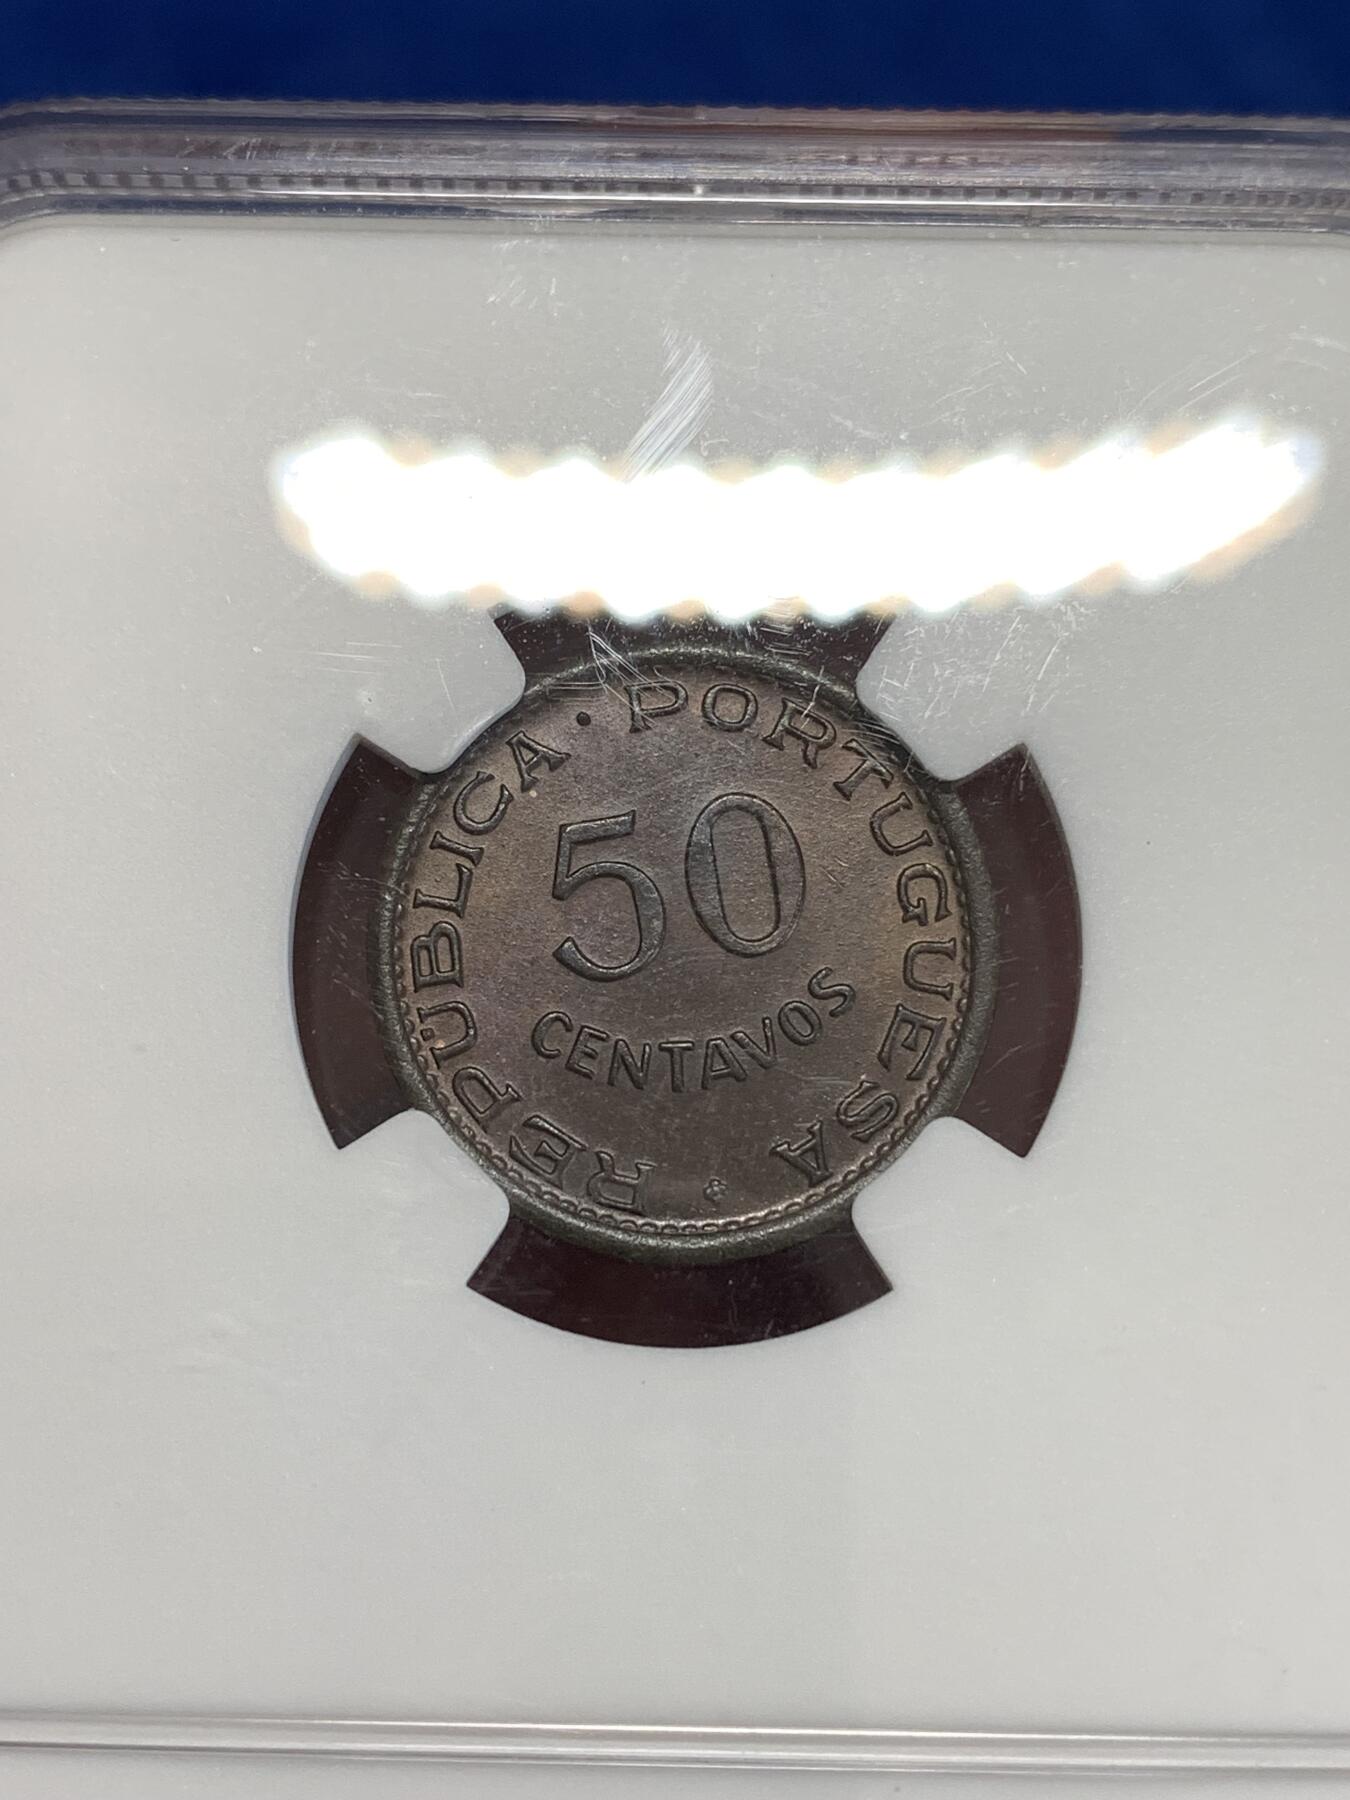 REPÚBLICA · PORTUGUESA
50
CENTAVOS